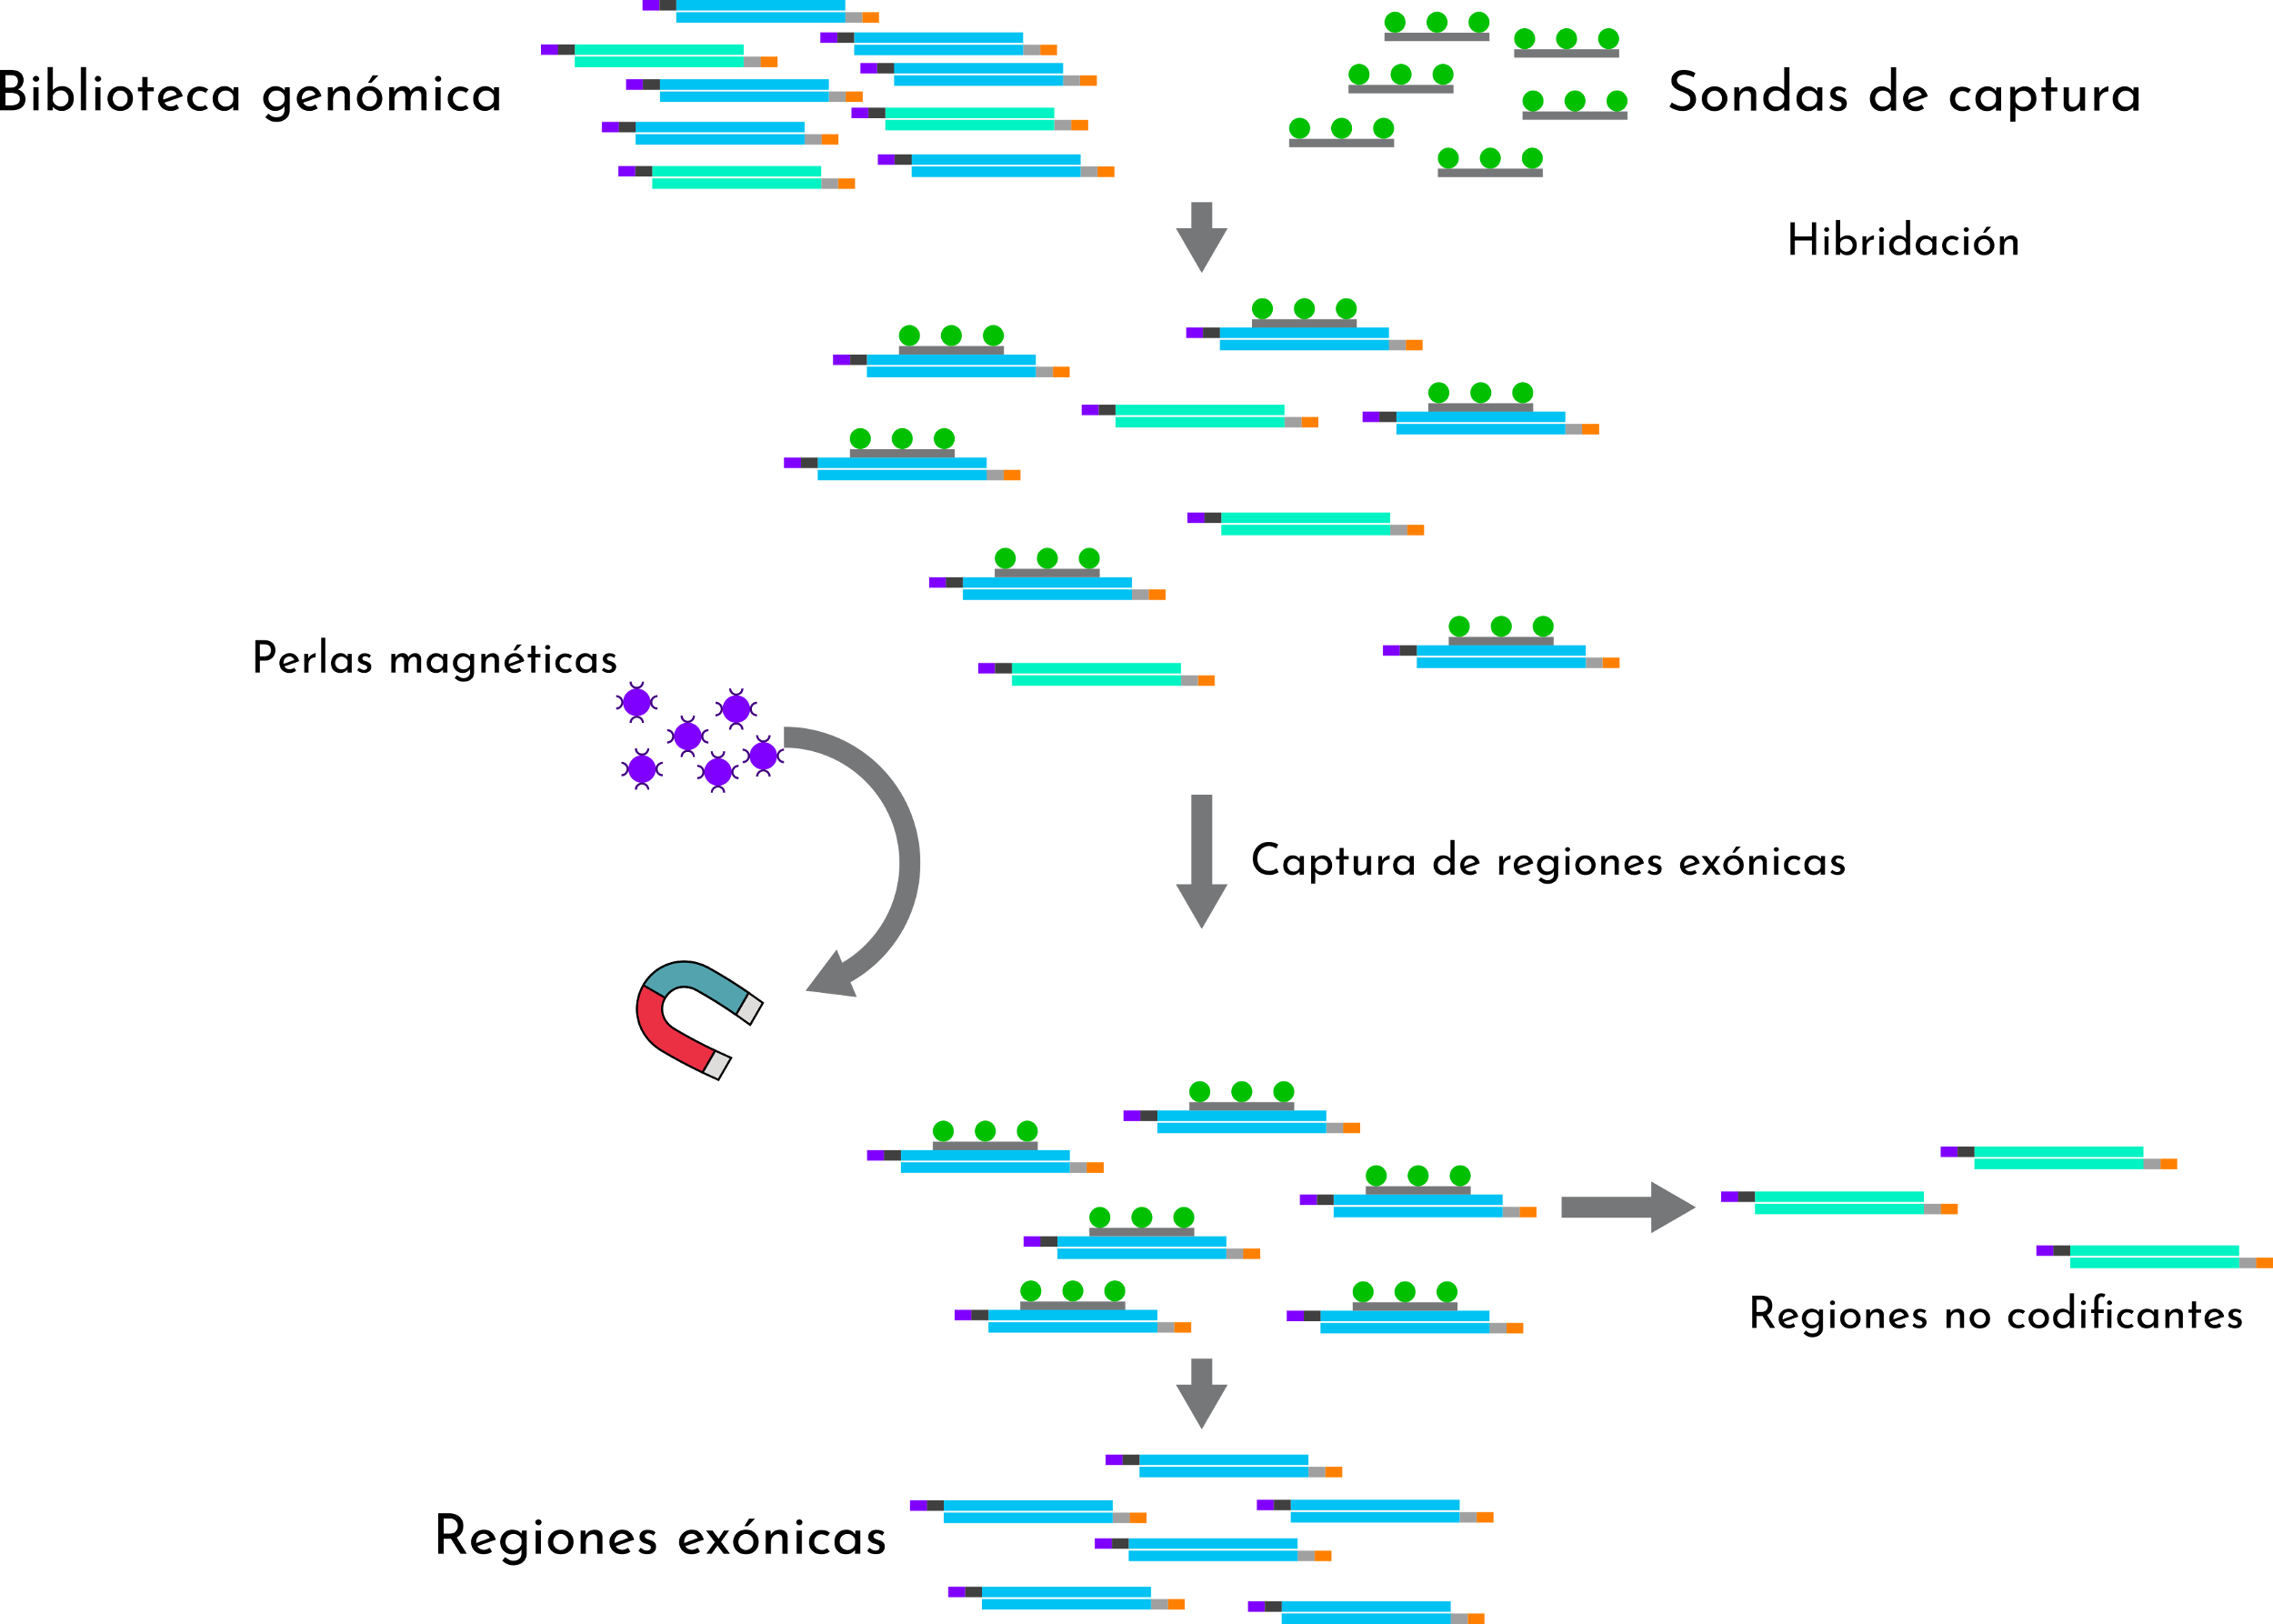 Biblioteca genómica
Sondas de captura
Hibridación
Perlas magnéticas
Captura de regiones exónicas
Regiones no codificantes
Regiones exónicas